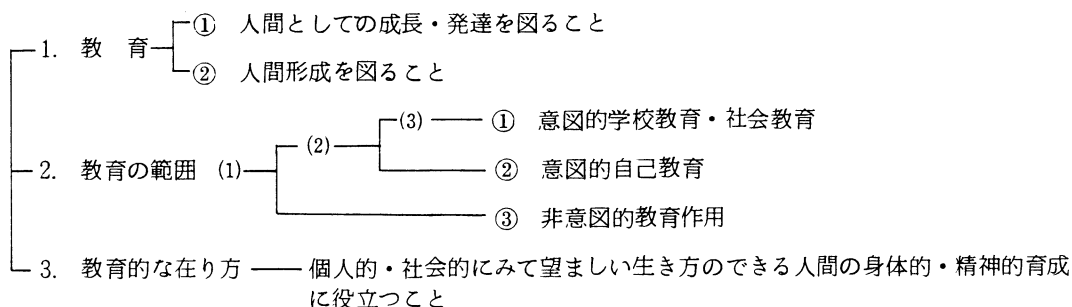 1. 教　育
① 人間としての成長・発達を図ること
② 人間形成を図ること
2. 教育の範囲 (1)
(2)
(3)
① 意図的学校教育・社会教育
② 意図的自己教育
③ 非意図的教育作用
3. 教育的な在り方
個人的・社会的にみて望ましい生き方のできる人間の身体的・精神的育成
に役立つこと